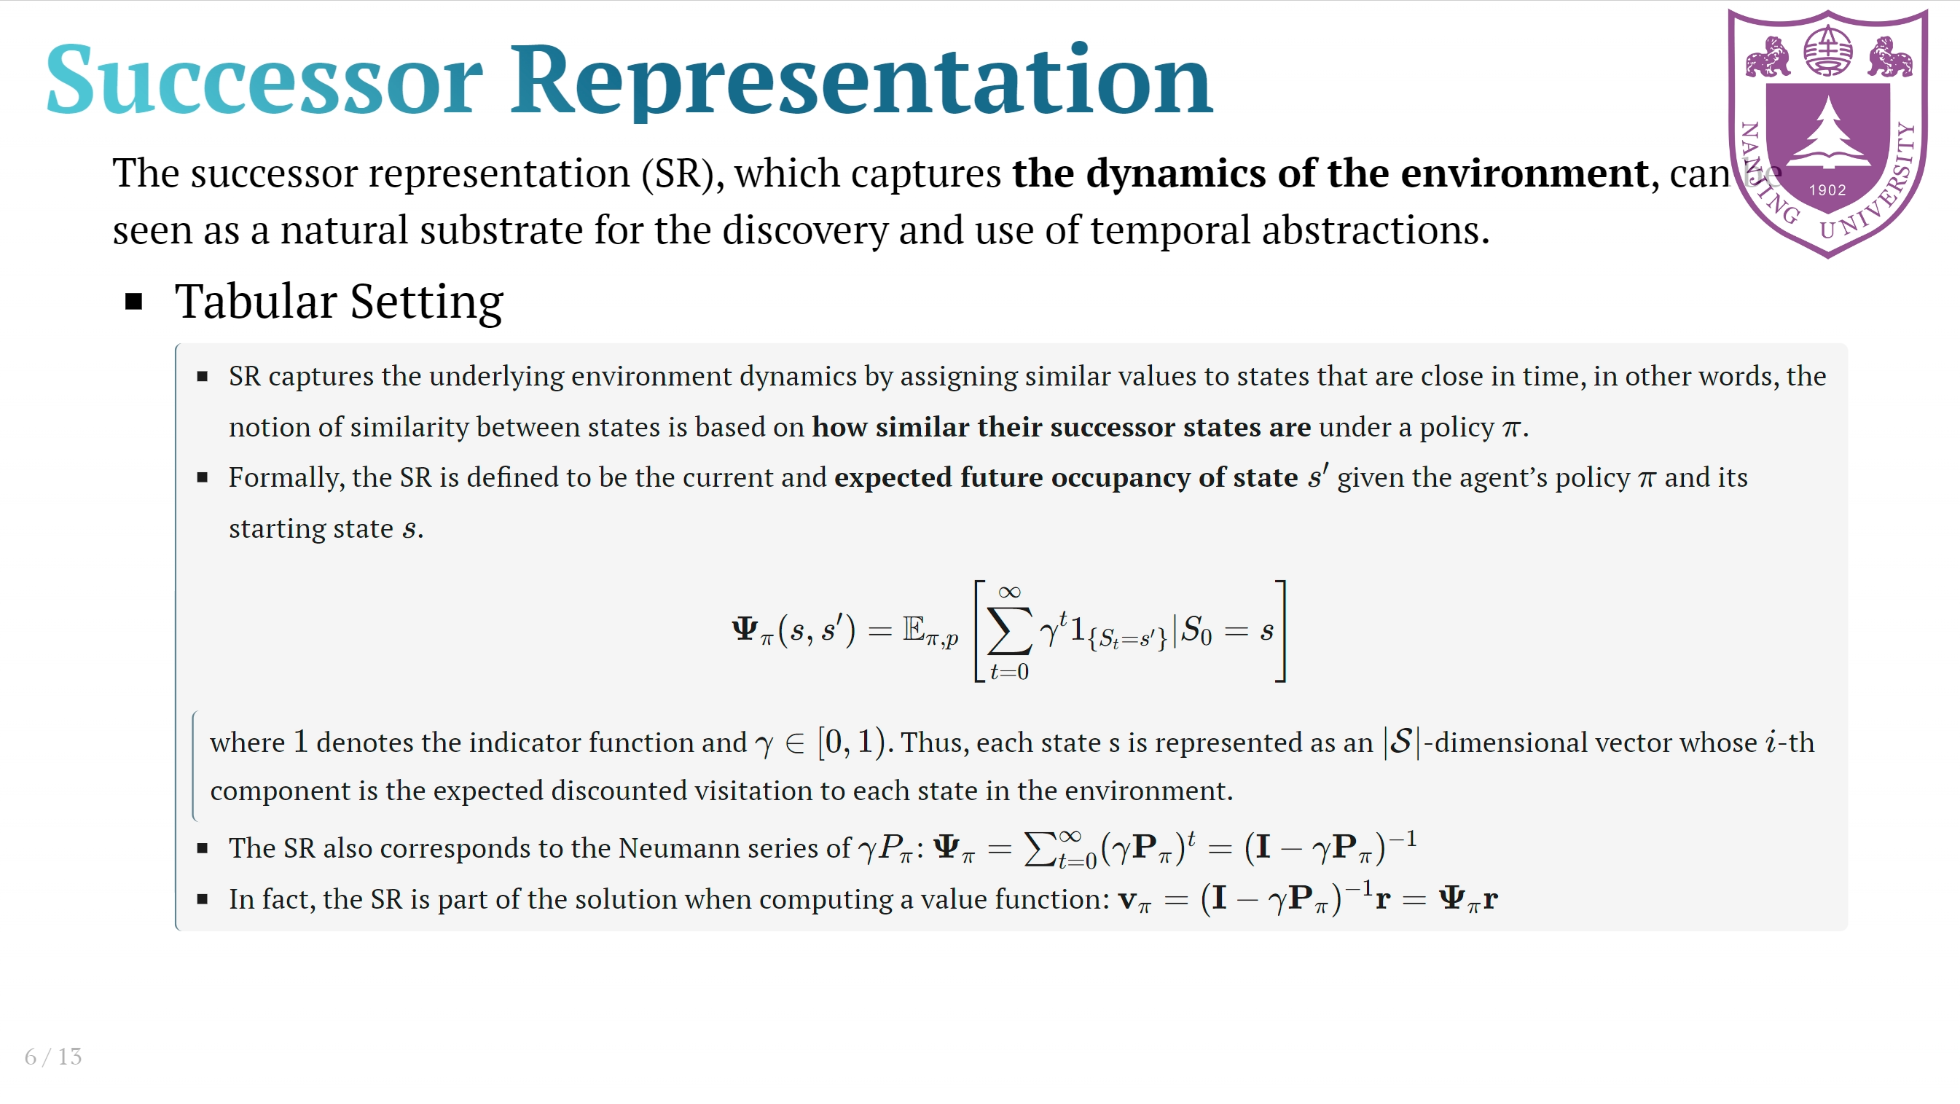 Successor Representation
The successor representation (SR), which captures the dynamics of the environment, can be
seen as a natural substrate for the discovery and use of temporal abstractions.
▪ Tabular Setting
▪ SR captures the underlying environment dynamics by assigning similar values to states that are close in time, in other words, the
notion of similarity between states is based on how similar their successor states are under a policy π.
▪ Formally, the SR is defined to be the current and expected future occupancy of state s′ given the agent’s policy π and its
starting state s.
Ψ_π(s, s′) = 𝔼_{π,p} [∑_{t=0}^{∞} γ^t 1_{{S_t=s′}} | S_0 = s]
where 1 denotes the indicator function and γ ∈ [0, 1). Thus, each state s is represented as an |𝒮|-dimensional vector whose i-th
component is the expected discounted visitation to each state in the environment.
▪ The SR also corresponds to the Neumann series of γP_π: Ψ_π = ∑_{t=0}^{∞}(γP_π)^t = (I − γP_π)^{−1}
▪ In fact, the SR is part of the solution when computing a value function: v_π = (I − γP_π)^{−1}r = Ψ_πr
6 / 13
NANJING UNIVERSITY
1902